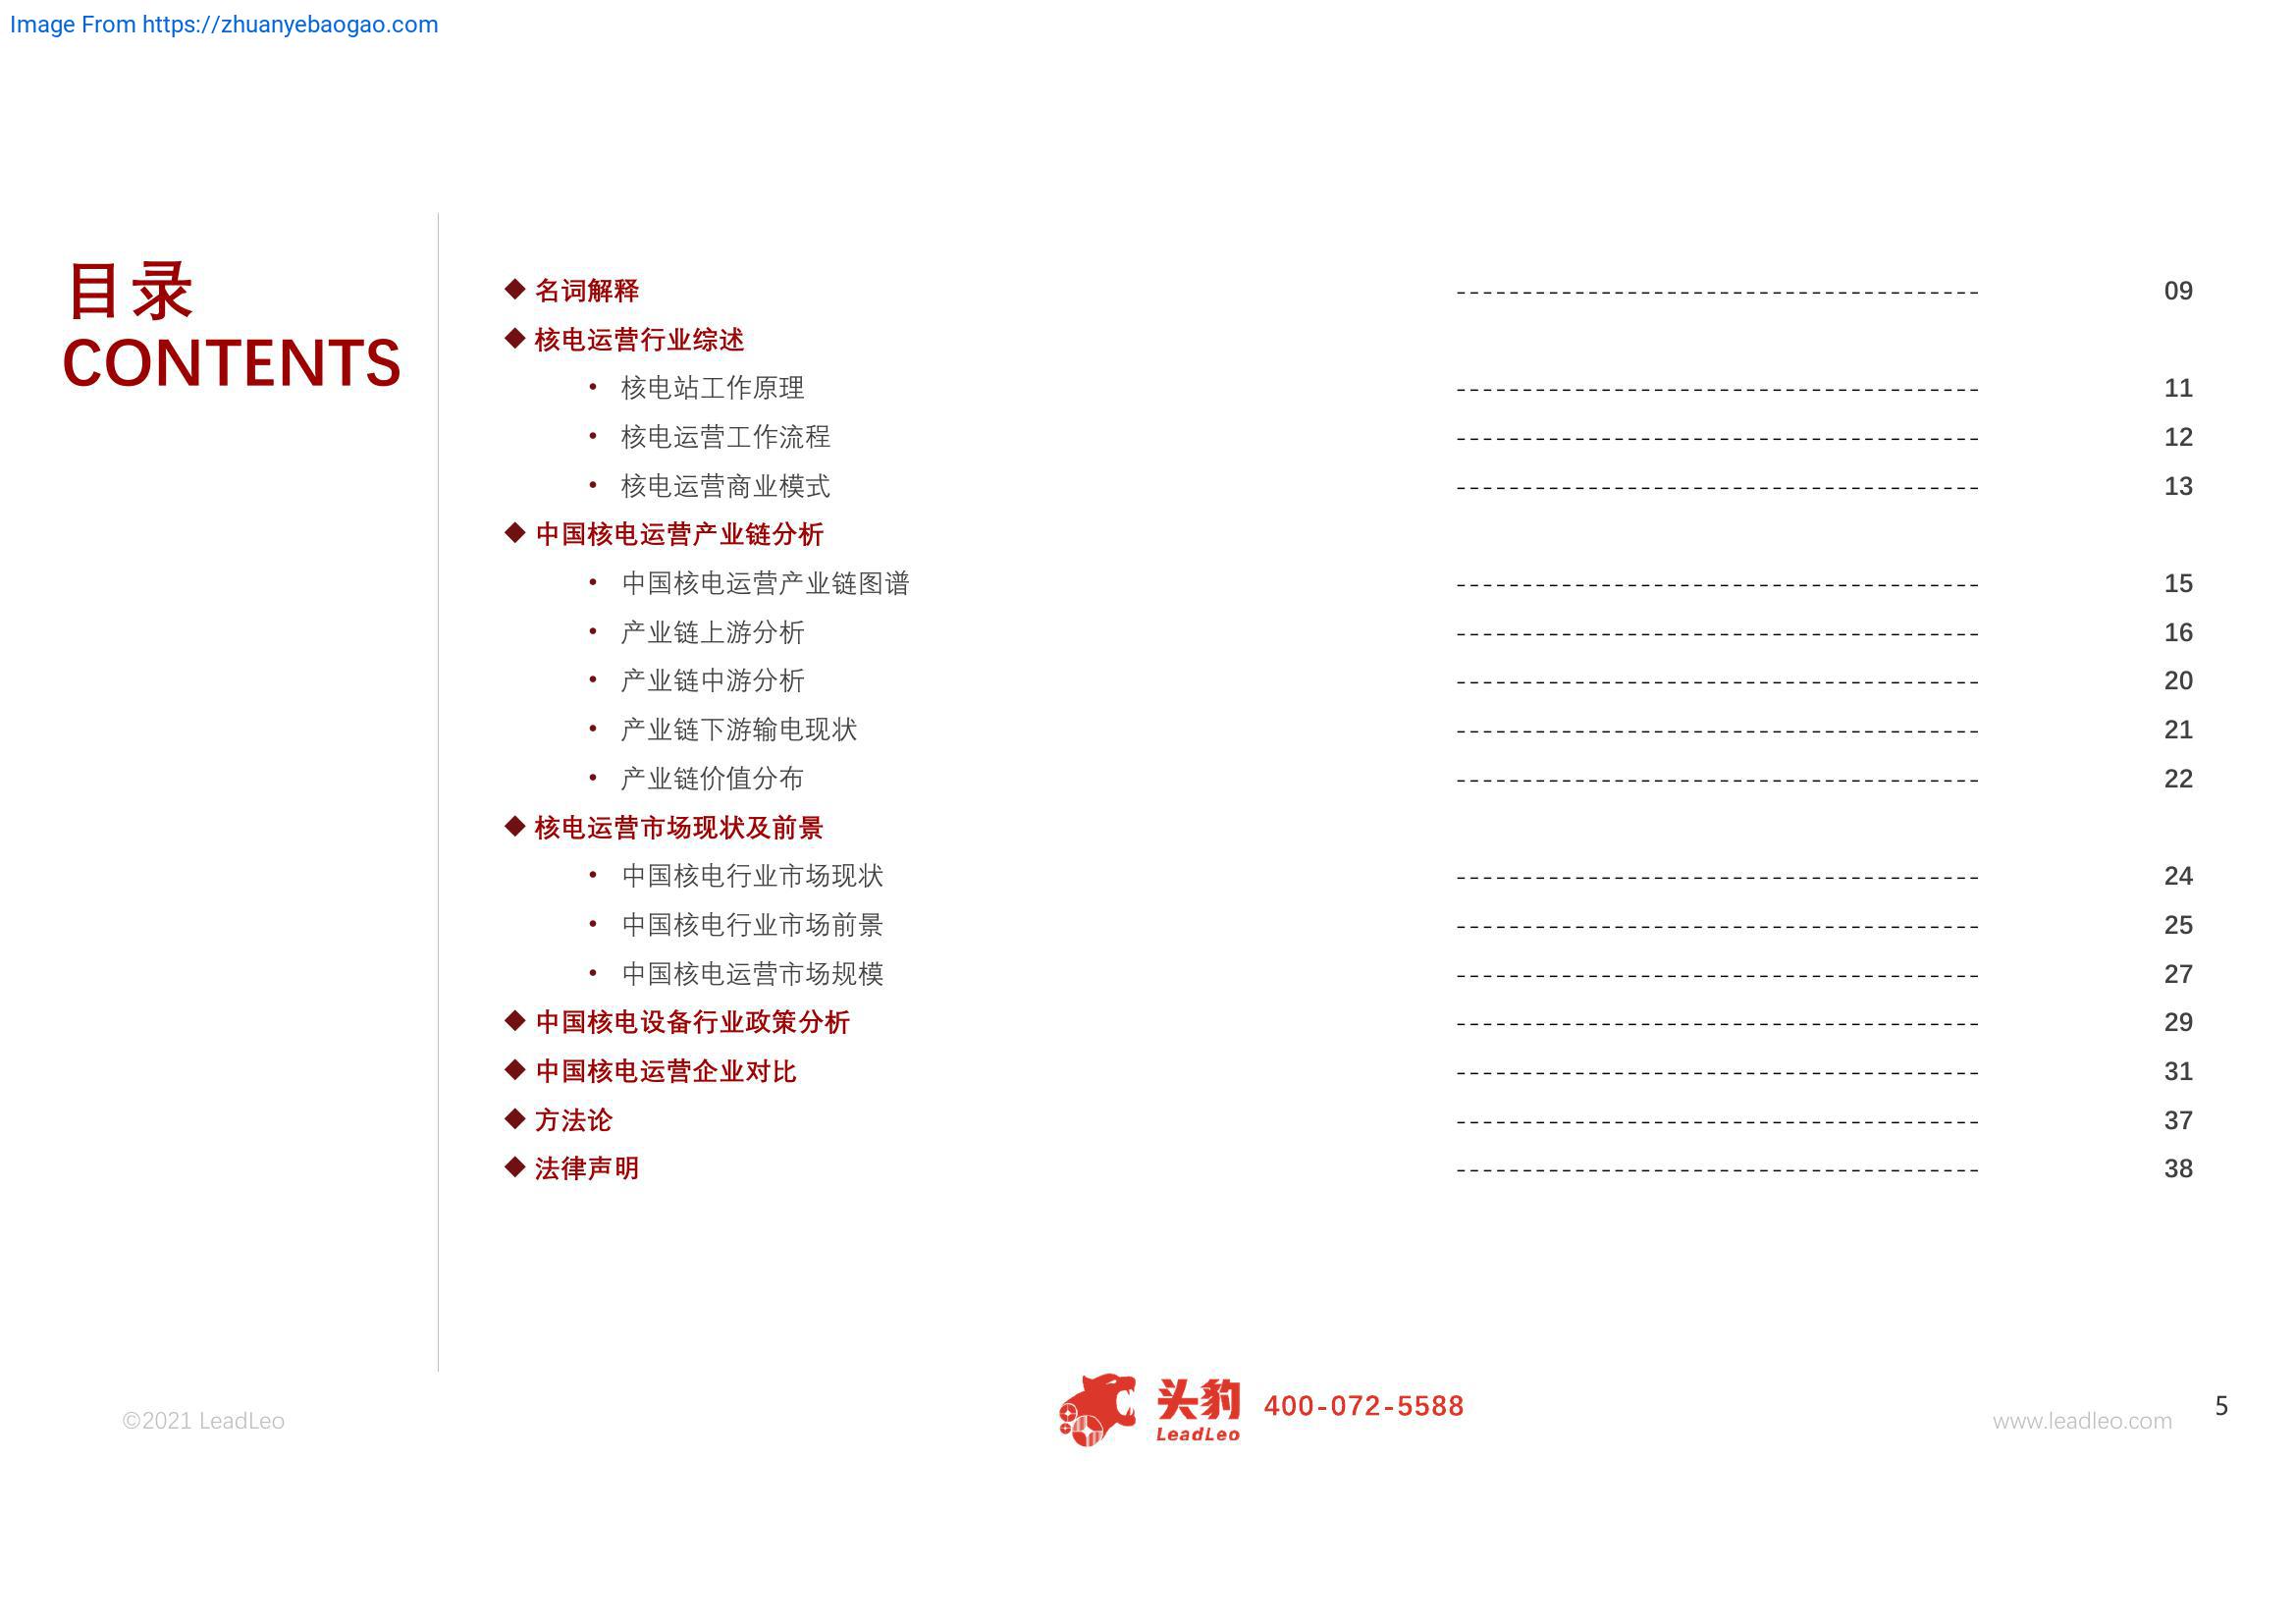 Image From https://zhuanyebaogao.com
目录
CONTENTS
◆ 名词解释 ---------------------------------------- 09
◆ 核电运营行业综述
• 核电站工作原理 ---------------------------------------- 11
• 核电运营工作流程 ---------------------------------------- 12
• 核电运营商业模式 ---------------------------------------- 13
◆ 中国核电运营产业链分析
• 中国核电运营产业链图谱 ---------------------------------------- 15
• 产业链上游分析 ---------------------------------------- 16
• 产业链中游分析 ---------------------------------------- 20
• 产业链下游输电现状 ---------------------------------------- 21
• 产业链价值分布 ---------------------------------------- 22
◆ 核电运营市场现状及前景
• 中国核电行业市场现状 ---------------------------------------- 24
• 中国核电行业市场前景 ---------------------------------------- 25
• 中国核电运营市场规模 ---------------------------------------- 27
◆ 中国核电设备行业政策分析 ---------------------------------------- 29
◆ 中国核电运营企业对比 ---------------------------------------- 31
◆ 方法论 ---------------------------------------- 37
◆ 法律声明 ---------------------------------------- 38
©2021 LeadLeo
头豹
LeadLeo
400-072-5588
www.leadleo.com
5